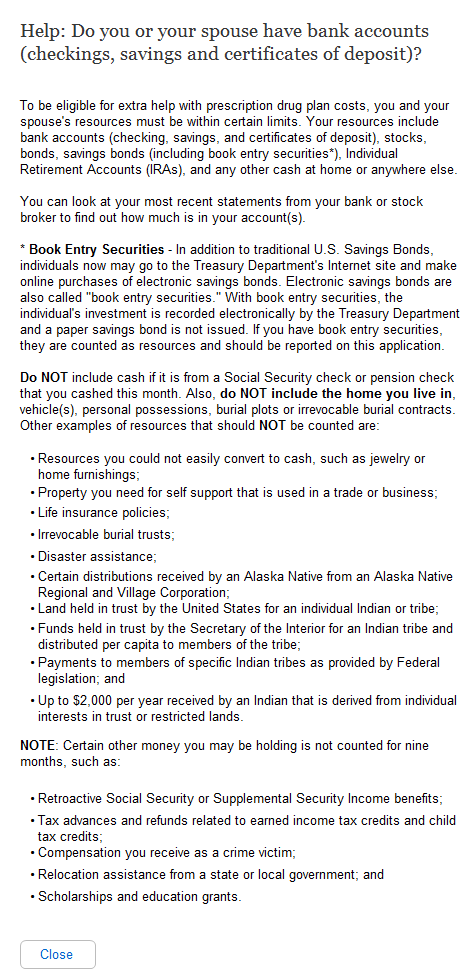 Help: Do you or your spouse have bank accounts
(checkings, savings and certificates of deposit)?
To be eligible for extra help with prescription drug plan costs, you and your
spouse's resources must be within certain limits. Your resources include
bank accounts (checking, savings, and certificates of deposit), stocks,
bonds, savings bonds (including book entry securities*), Individual
Retirement Accounts (IRAs), and any other cash at home or anywhere else.
You can look at your most recent statements from your bank or stock
broker to find out how much is in your account(s).
* Book Entry Securities - In addition to traditional U.S. Savings Bonds,
individuals now may go to the Treasury Department's Internet site and make
online purchases of electronic savings bonds. Electronic savings bonds are
also called "book entry securities." With book entry securities, the
individual's investment is recorded electronically by the Treasury Department
and a paper savings bond is not issued. If you have book entry securities,
they are counted as resources and should be reported on this application.
Do NOT include cash if it is from a Social Security check or pension check
that you cashed this month. Also, do NOT include the home you live in,
vehicle(s), personal possessions, burial plots or irrevocable burial contracts.
Other examples of resources that should NOT be counted are:
• Resources you could not easily convert to cash, such as jewelry or
home furnishings;
• Property you need for self support that is used in a trade or business;
• Life insurance policies;
• Irrevocable burial trusts;
• Disaster assistance;
• Certain distributions received by an Alaska Native from an Alaska Native
Regional and Village Corporation;
• Land held in trust by the United States for an individual Indian or tribe;
• Funds held in trust by the Secretary of the Interior for an Indian tribe and
distributed per capita to members of the tribe;
• Payments to members of specific Indian tribes as provided by Federal
legislation; and
• Up to $2,000 per year received by an Indian that is derived from individual
interests in trust or restricted lands.
NOTE: Certain other money you may be holding is not counted for nine
months, such as:
• Retroactive Social Security or Supplemental Security Income benefits;
• Tax advances and refunds related to earned income tax credits and child
tax credits;
• Compensation you receive as a crime victim;
• Relocation assistance from a state or local government; and
• Scholarships and education grants.
Close